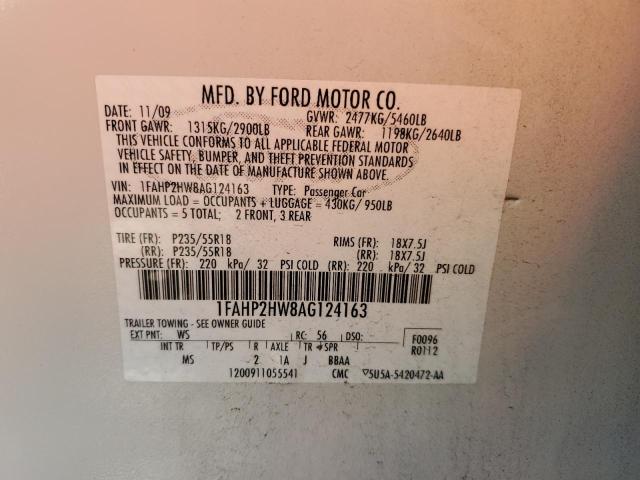 MFD. BY FORD MOTOR CO.
DATE: 11/09 GVWR: 2477KG/5460LB
FRONT GAWR: 1315KG/2900LB REAR GAWR: 1198KG/2640LB
THIS VEHICLE CONFORMS TO ALL APPLICABLE FEDERAL MOTOR
VEHICLE SAFETY, BUMPER, AND THEFT PREVENTION STANDARDS
IN EFFECT ON THE DATE OF MANUFACTURE SHOWN ABOVE.
VIN: 1FAHP2HW8AG124163 TYPE: Passenger Car
MAXIMUM LOAD = OCCUPANTS + LUGGAGE = 430KG/ 950LB
OCCUPANTS = 5 TOTAL; 2 FRONT, 3 REAR
TIRE (FR): P235/55R18 RIMS (FR): 18X7.5J
(RR): P235/55R18 (RR): 18X7.5J
PRESSURE (FR): 220 kPa/ 32 PSI COLD (RR): 220 kPa/ 32 PSI COLD
1FAHP2HW8AG124163
TRAILER TOWING - SEE OWNER GUIDE
EXT PNT: WS RC: 56 DSO: F0096
INT TR TP/PS R AXLE TR SPR R0112
MS 2 1A J BBAA
1200911055541 CMC ▽5U5A-5420472-AA